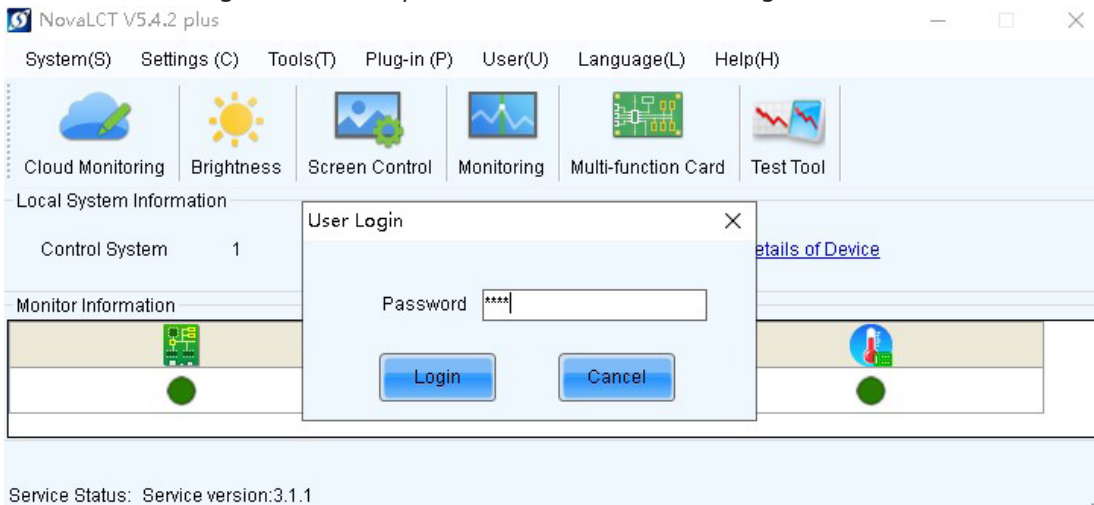 NovaLCT V5.4.2 plus
System(S) Settings (C) Tools(T) Plug-in (P) User(U) Language(L) Help(H)
Cloud Monitoring Brightness Screen Control Monitoring Multi-function Card Test Tool
Local System Information
User Login
Control System 1 etails of Device
Password ****
Monitor Information
Login Cancel
Service Status: Service version:3.1.1